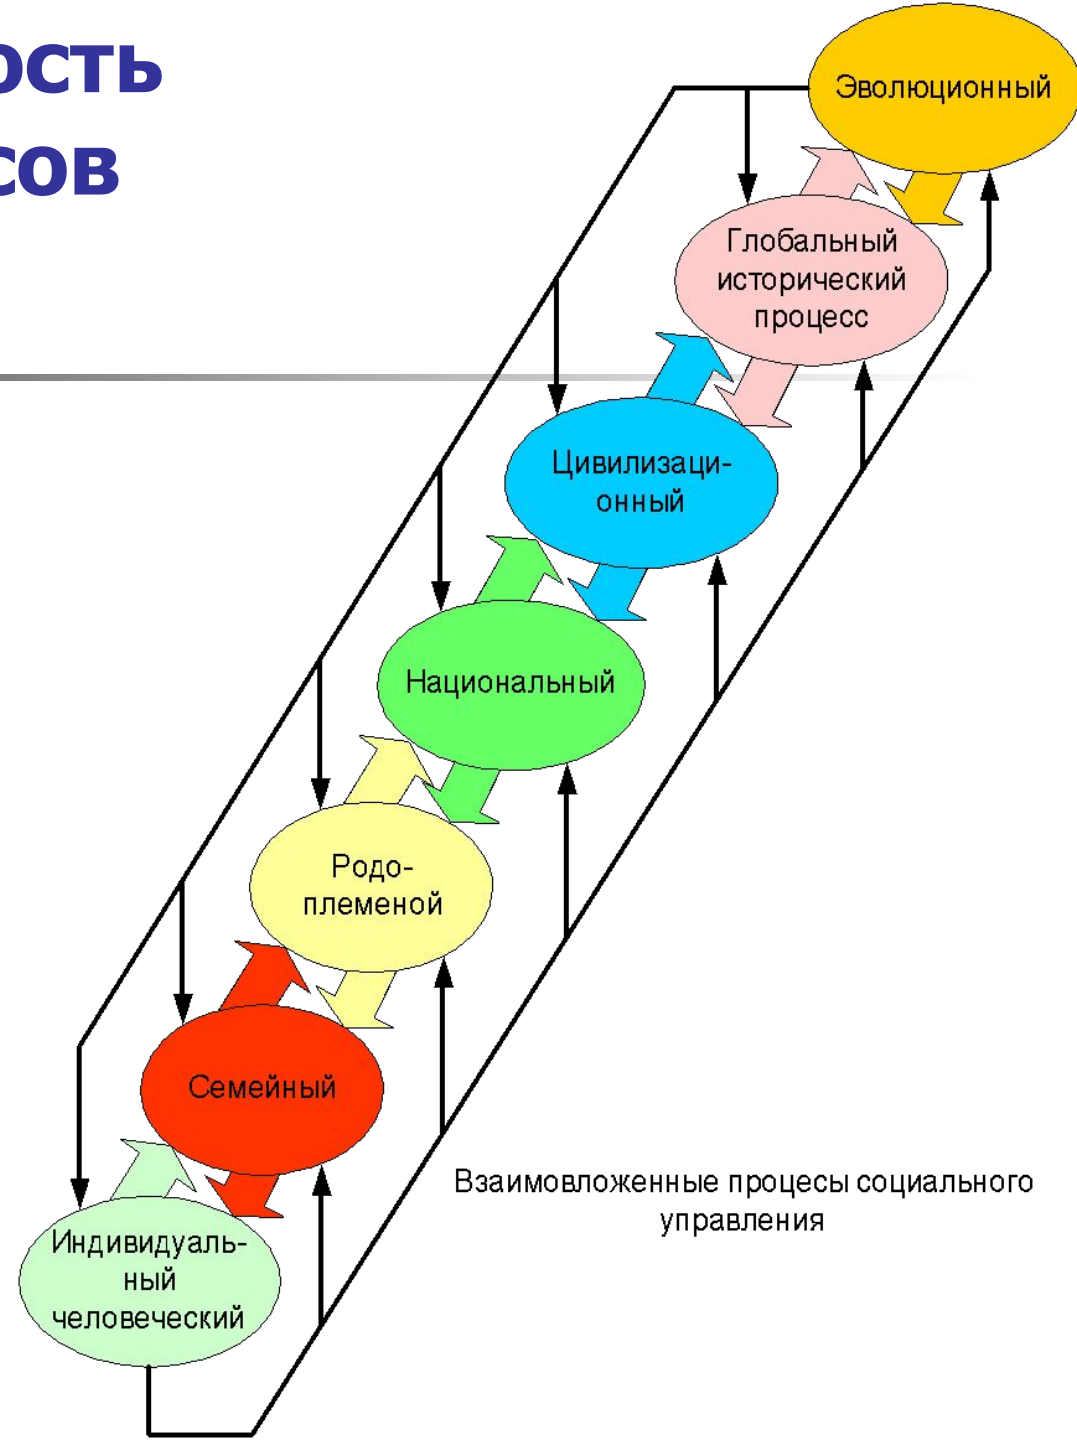 ость
сов
Эволюционный
Глобальный
исторический
процесс
Цивилизаци-
онный
Национальный
Родо-
племеной
Семейный
Взаимовложенные процесы социального
управления
Индивидуаль-
ный
человеческий